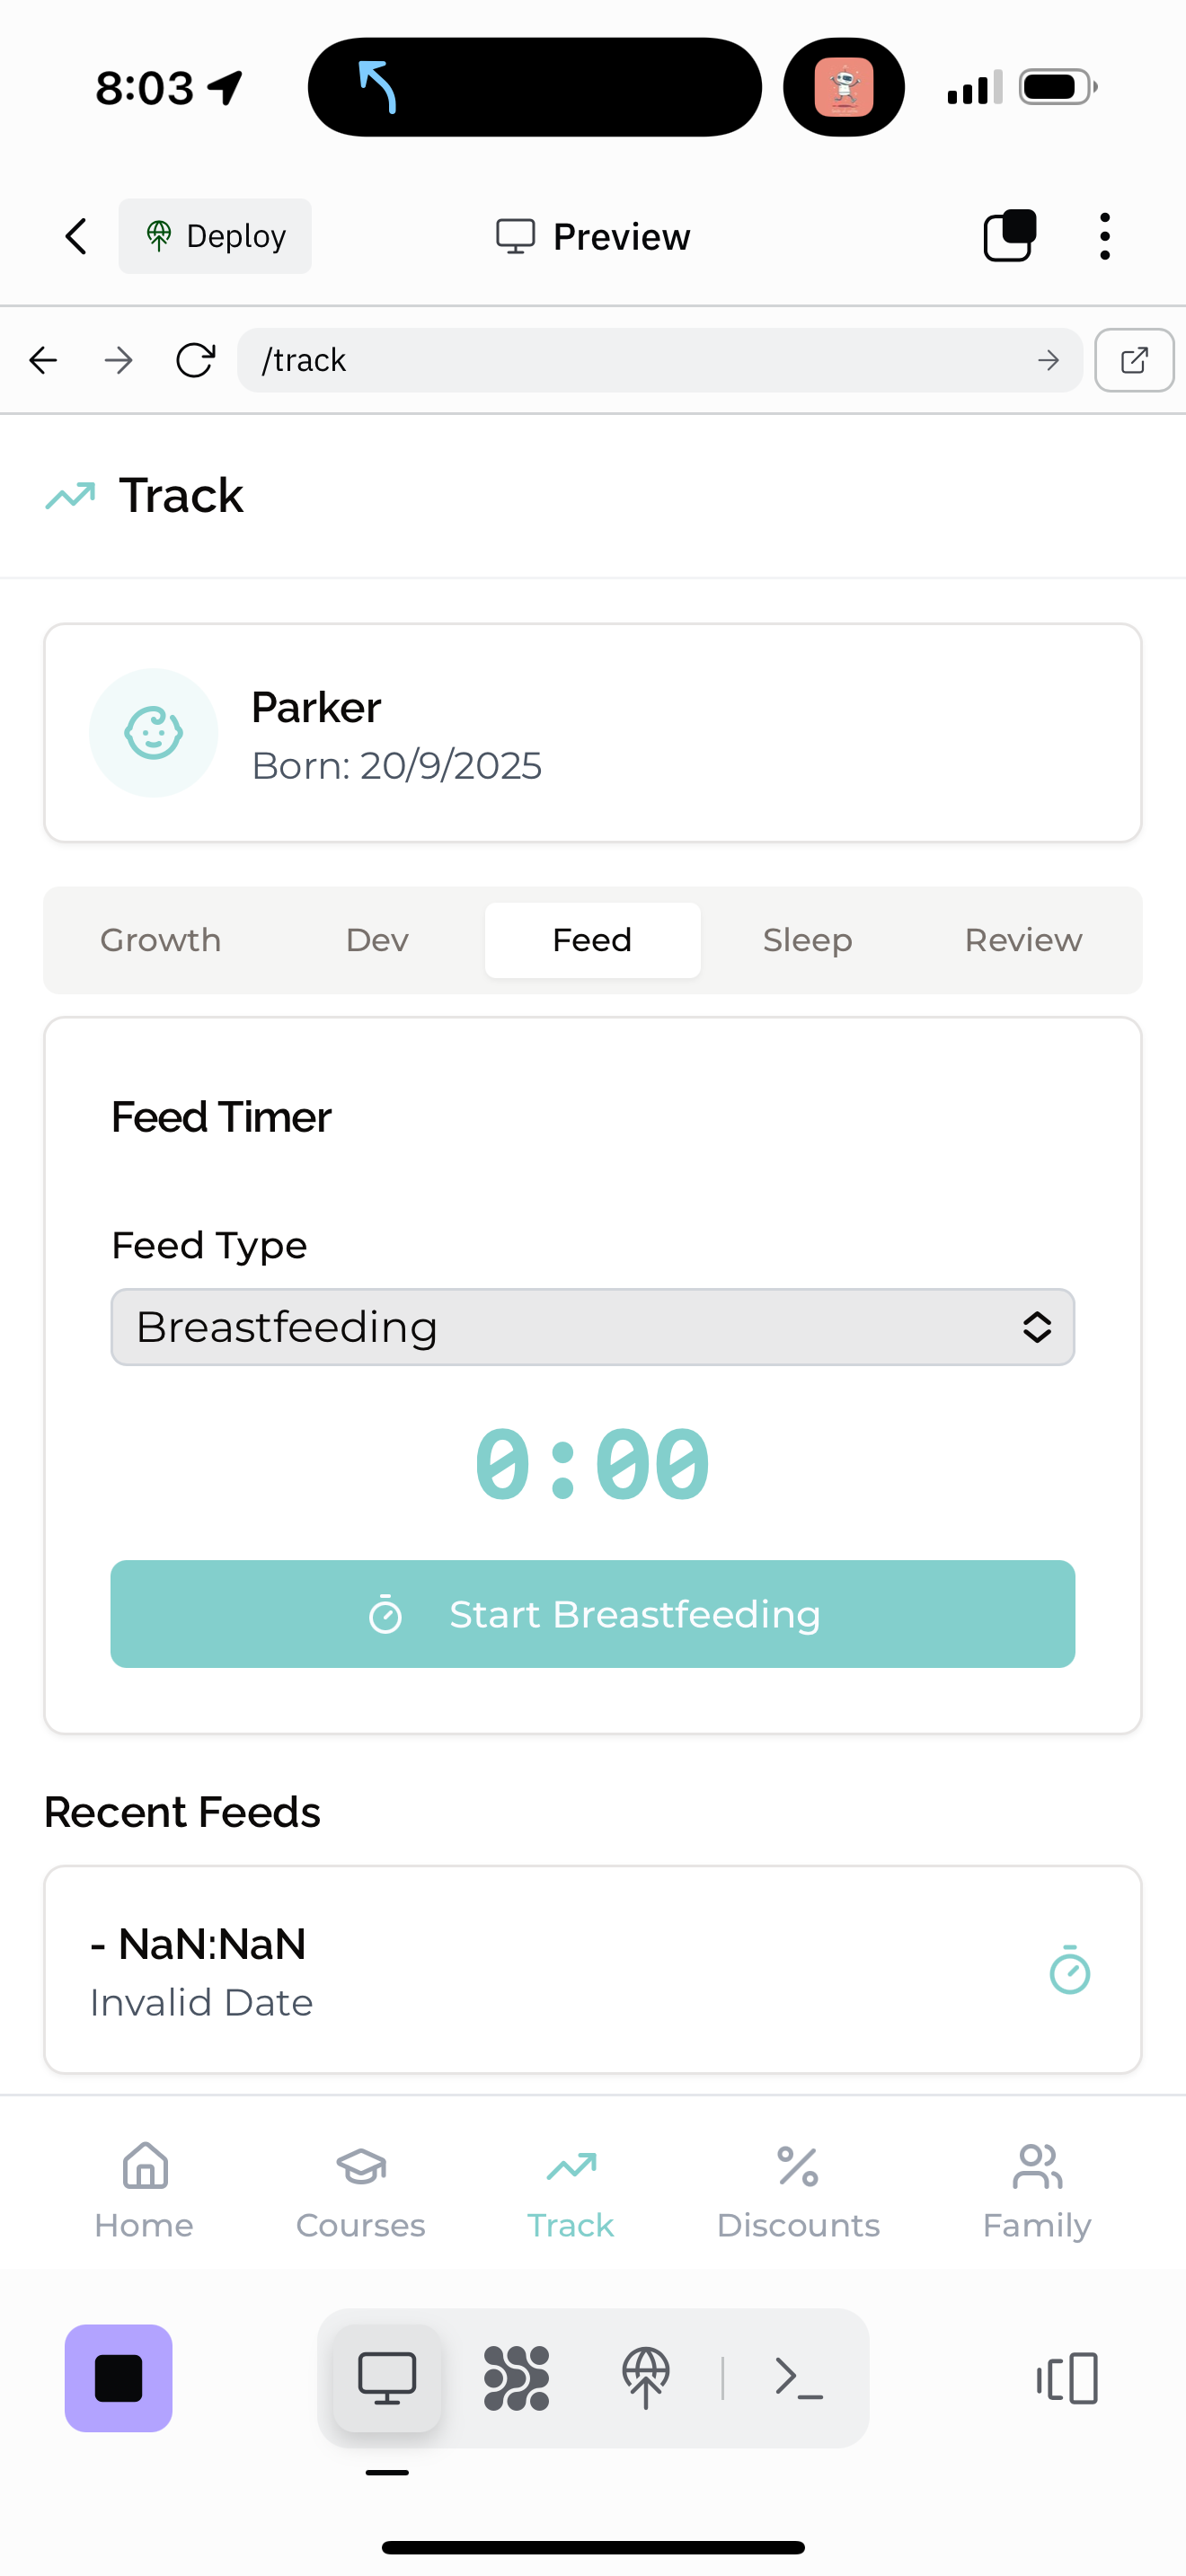 8:03
Deploy
Preview
/track
Track
Parker
Born: 20/9/2025
Growth
Dev
Feed
Sleep
Review
Feed Timer
Feed Type
Breastfeeding
0:00
Start Breastfeeding
Recent Feeds
- NaN:NaN
Invalid Date
Home
Courses
Track
Discounts
Family